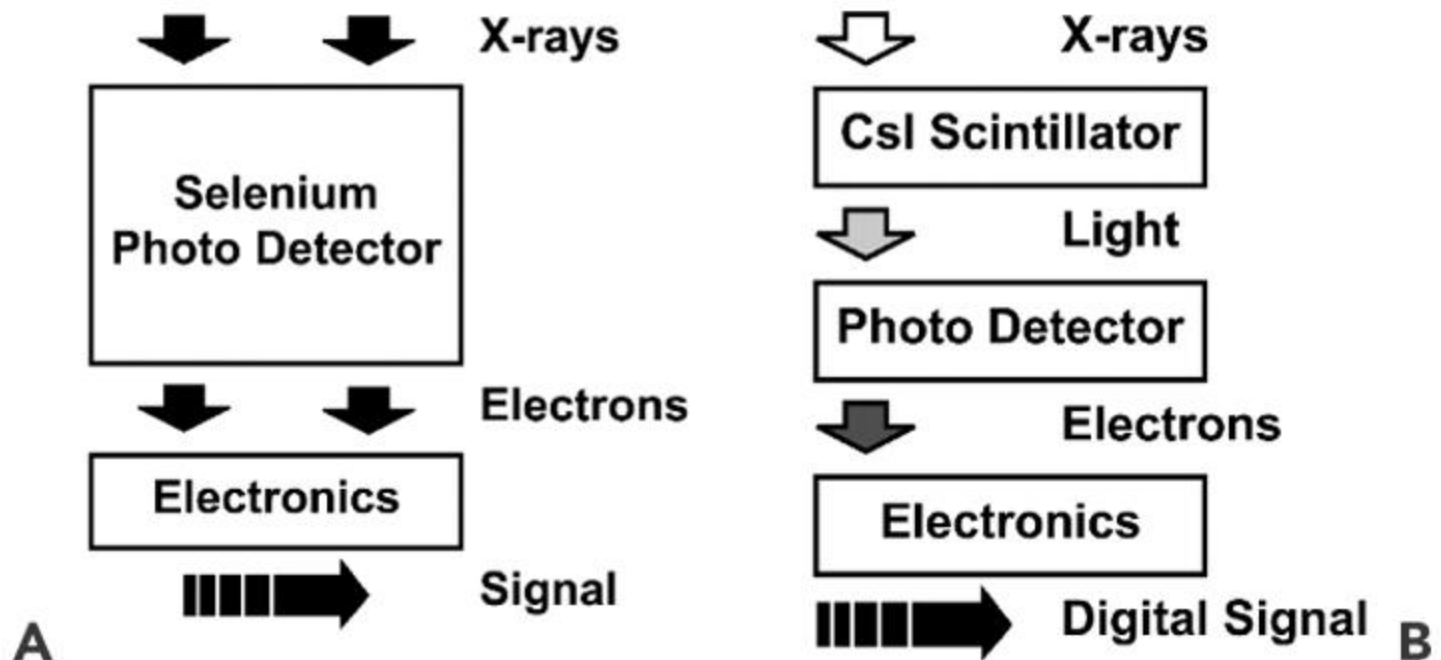 X-rays
Selenium
Photo Detector
Electrons
Electronics
Signal
A
X-rays
CsI Scintillator
Light
Photo Detector
Electrons
Electronics
Digital Signal
B